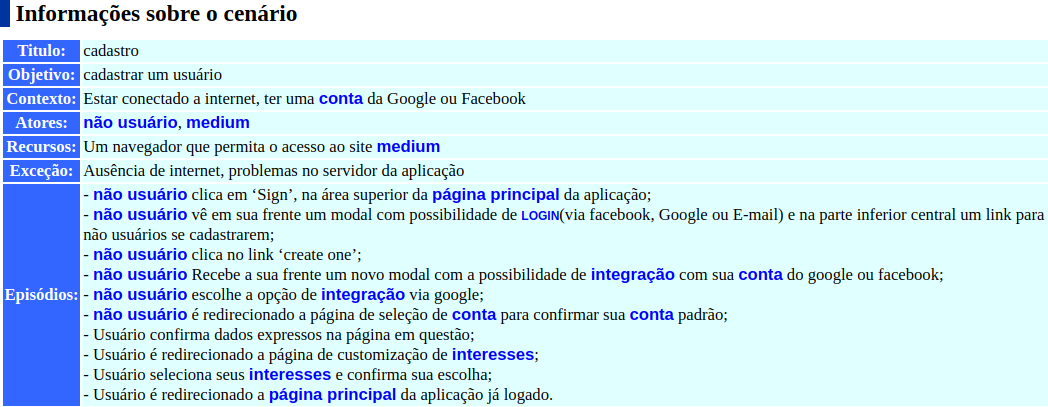 Informações sobre o cenário
Titulo: cadastro
Objetivo: cadastrar um usuário
Contexto: Estar conectado a internet, ter uma conta da Google ou Facebook
Atores: não usuário, medium
Recursos: Um navegador que permita o acesso ao site medium
Exceção: Ausência de internet, problemas no servidor da aplicação
Episódios:
- não usuário clica em ‘Sign’, na área superior da página principal da aplicação;
- não usuário vê em sua frente um modal com possibilidade de LOGIN(via facebook, Google ou E-mail) e na parte inferior central um link para
não usuários se cadastrarem;
- não usuário clica no link ‘create one’;
- não usuário Recebe a sua frente um novo modal com a possibilidade de integração com sua conta do google ou facebook;
- não usuário escolhe a opção de integração via google;
- não usuário é redirecionado a página de seleção de conta para confirmar sua conta padrão;
- Usuário confirma dados expressos na página em questão;
- Usuário é redirecionado a página de customização de interesses;
- Usuário seleciona seus interesses e confirma sua escolha;
- Usuário é redirecionado a página principal da aplicação já logado.